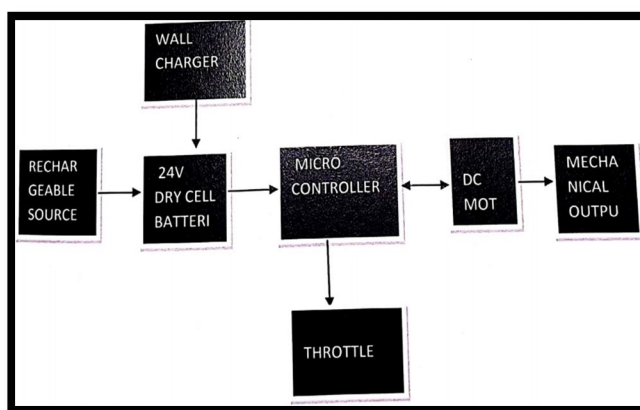 WALL
CHARGER
RECHAR
GEABLE
SOURCE
24V
DRY CELL
BATTERI
MICRO
CONTROLLER
DC
MOT
MECHA
NICAL
OUTPU
THROTTLE